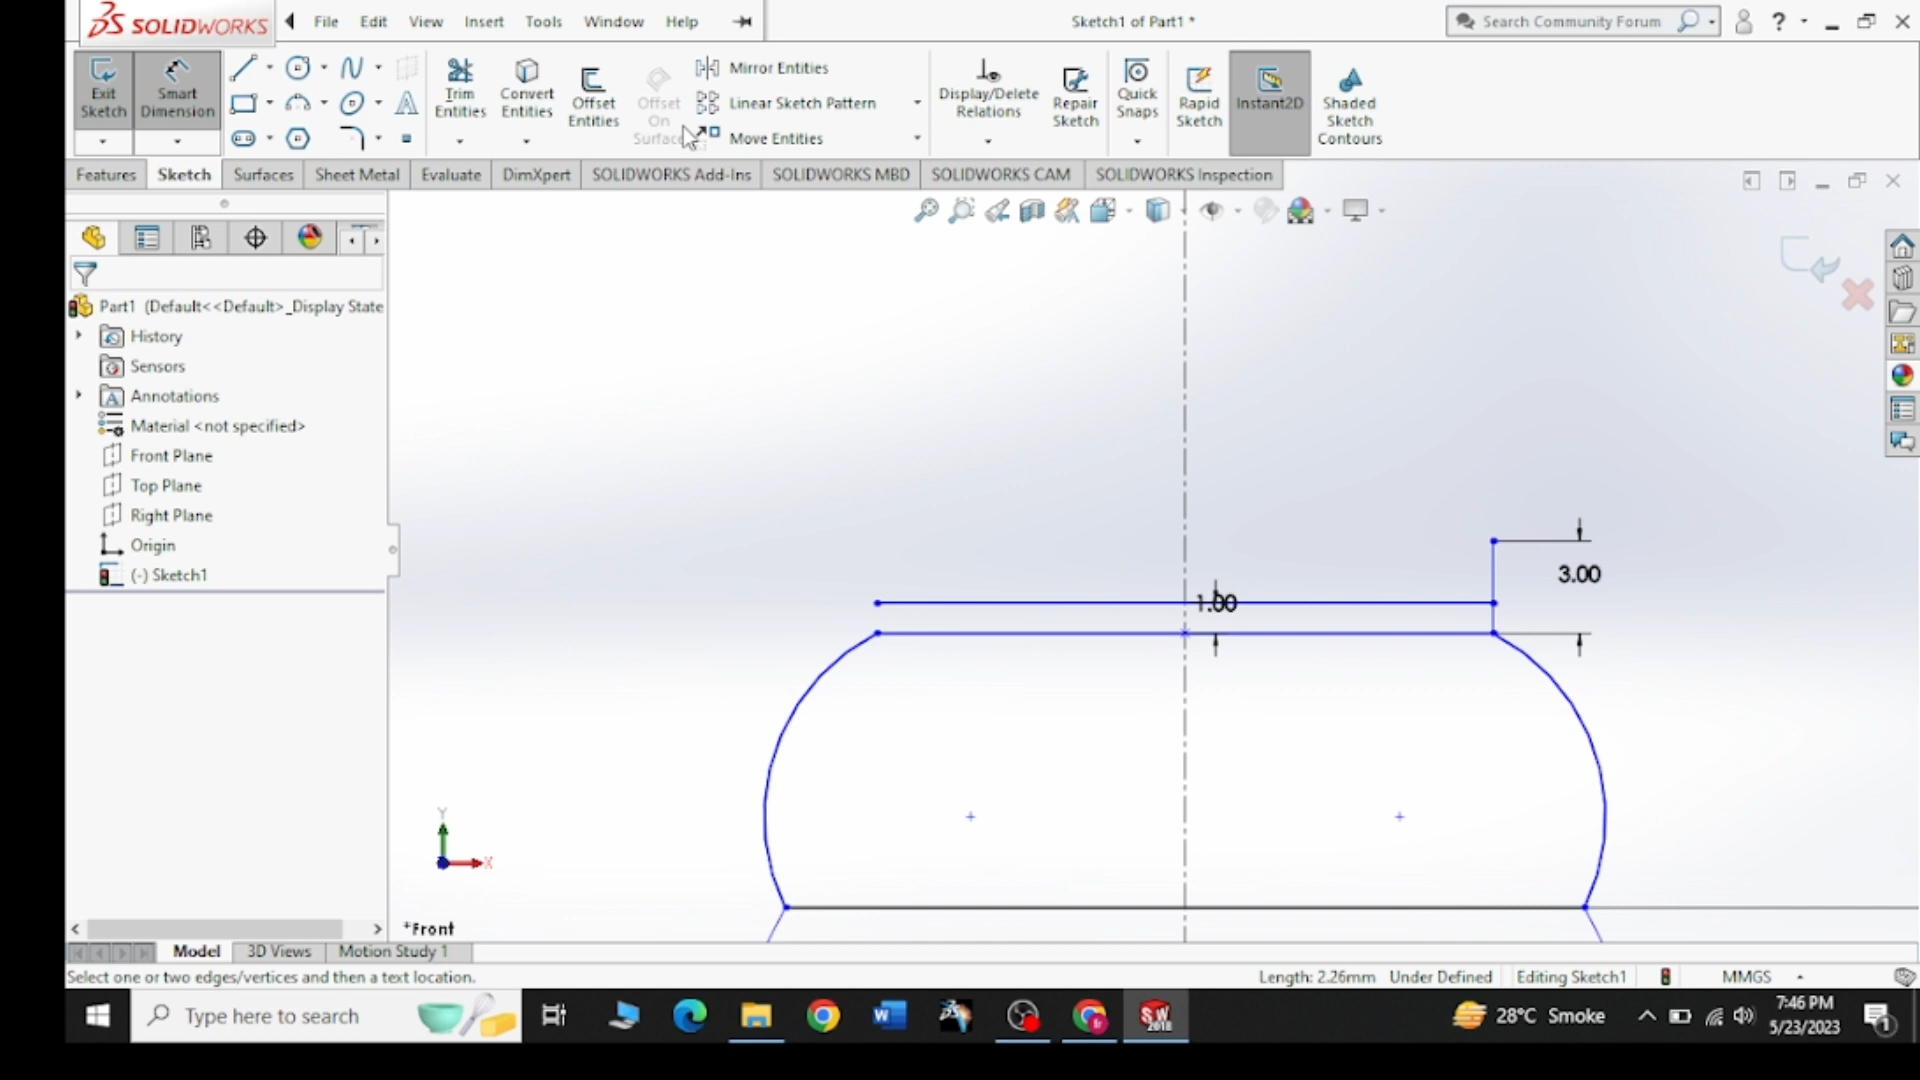 SOLIDWORKS File Edit View Insert Tools Window Help Sketch1 of Part1 * Search Community Forum ?
Exit Sketch
Smart Dimension
Trim Entities
Convert Entities
Offset Entities
Offset On Surface
Mirror Entities
Linear Sketch Pattern
Move Entities
Display/Delete Relations
Repair Sketch
Quick Snaps
Rapid Sketch
Instant2D
Shaded Sketch Contours
Features Sketch Surfaces Sheet Metal Evaluate DimXpert SOLIDWORKS Add-Ins SOLIDWORKS MBD SOLIDWORKS CAM SOLIDWORKS Inspection
Part1 (Default<<Default>_Display State
History
Sensors
Annotations
Material <not specified>
Front Plane
Top Plane
Right Plane
Origin
(-) Sketch1
3.00
1.00
Y
X
*Front
Model 3D Views Motion Study 1
Select one or two edges/vertices and then a text location. Length: 2.26mm Under Defined Editing Sketch1 MMGS
Type here to search
SW
2018
28°C Smoke
7:46 PM
5/23/2023
1